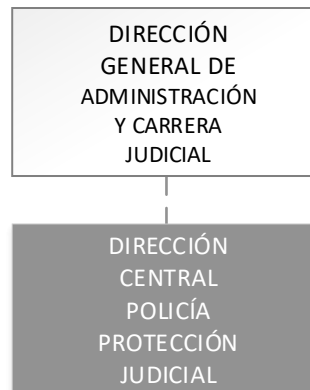 DIRECCIÓN
GENERAL DE
ADMINISTRACIÓN
Y CARRERA
JUDICIAL
DIRECCIÓN
CENTRAL
POLICÍA
PROTECCIÓN
JUDICIAL